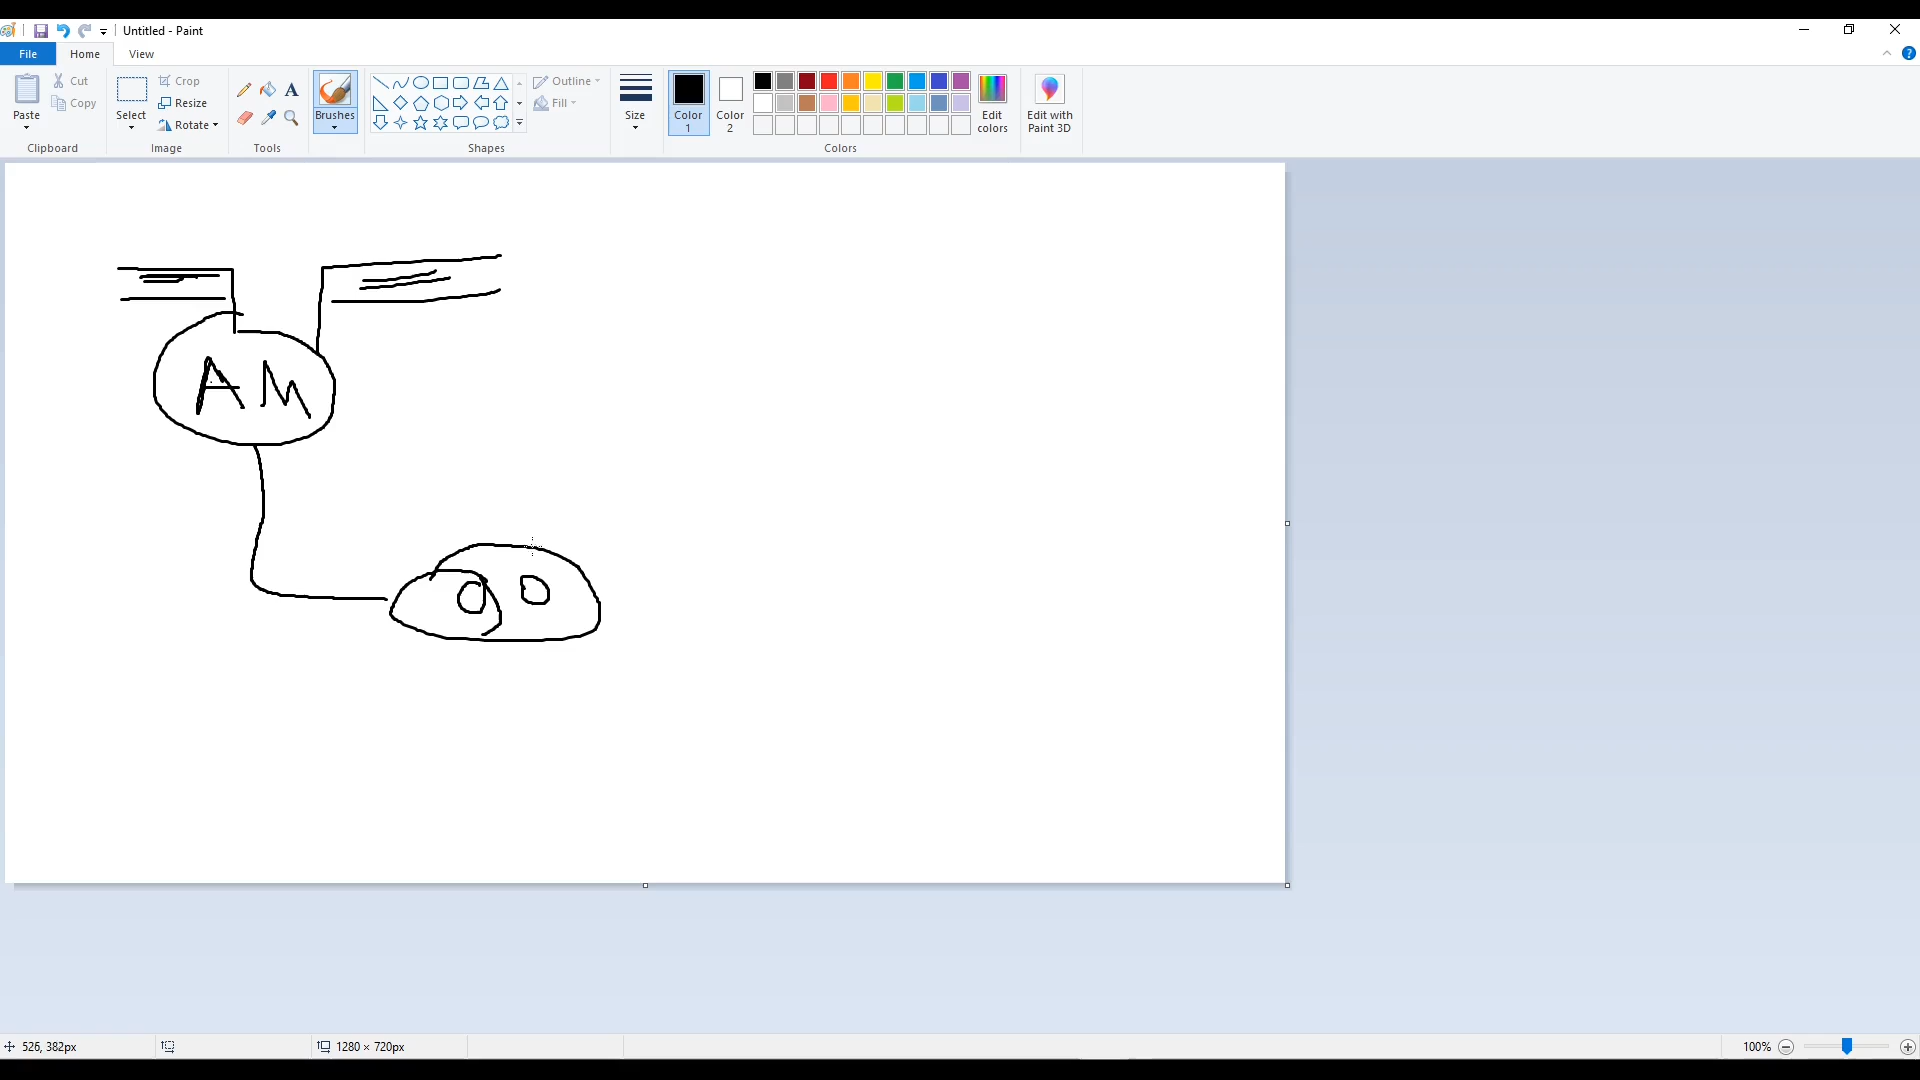 Untitled - Paint
File Home View
Paste
Cut
Copy
Clipboard
Select
Crop
Resize
Rotate
Image
A
Tools
Brushes
Shapes
Outline
Fill
Size
Color 1
Color 2
Colors
Edit colors
Edit with Paint 3D
AM
526, 382px
1280 × 720px
100%